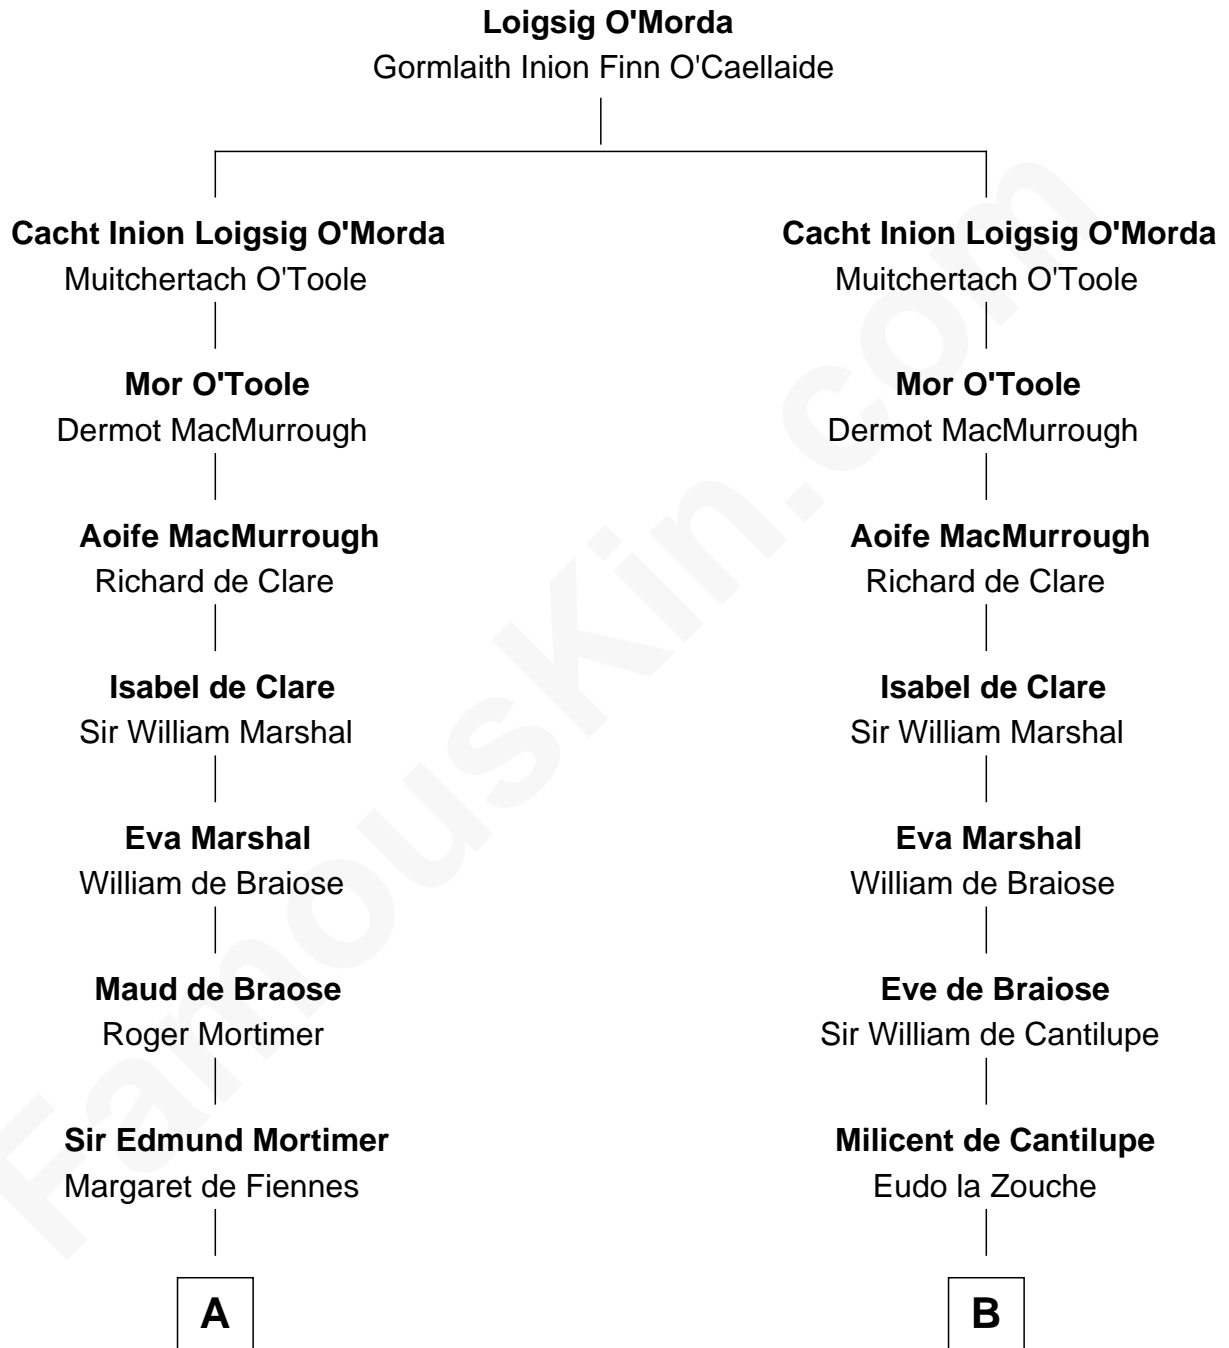 Loigsig O'Morda
Gormlaith Inion Finn O'Caellaide
Cacht Inion Loigsig O'Morda
Muitchertach O'Toole
Mor O'Toole
Dermot MacMurrough
Aoife MacMurrough
Richard de Clare
Isabel de Clare
Sir William Marshal
Eva Marshal
William de Braiose
Maud de Braose
Roger Mortimer
Sir Edmund Mortimer
Margaret de Fiennes
A
Cacht Inion Loigsig O'Morda
Muitchertach O'Toole
Mor O'Toole
Dermot MacMurrough
Aoife MacMurrough
Richard de Clare
Isabel de Clare
Sir William Marshal
Eva Marshal
William de Braiose
Eve de Braiose
Sir William de Cantilupe
Milicent de Cantilupe
Eudo la Zouche
B
FamousKin.com